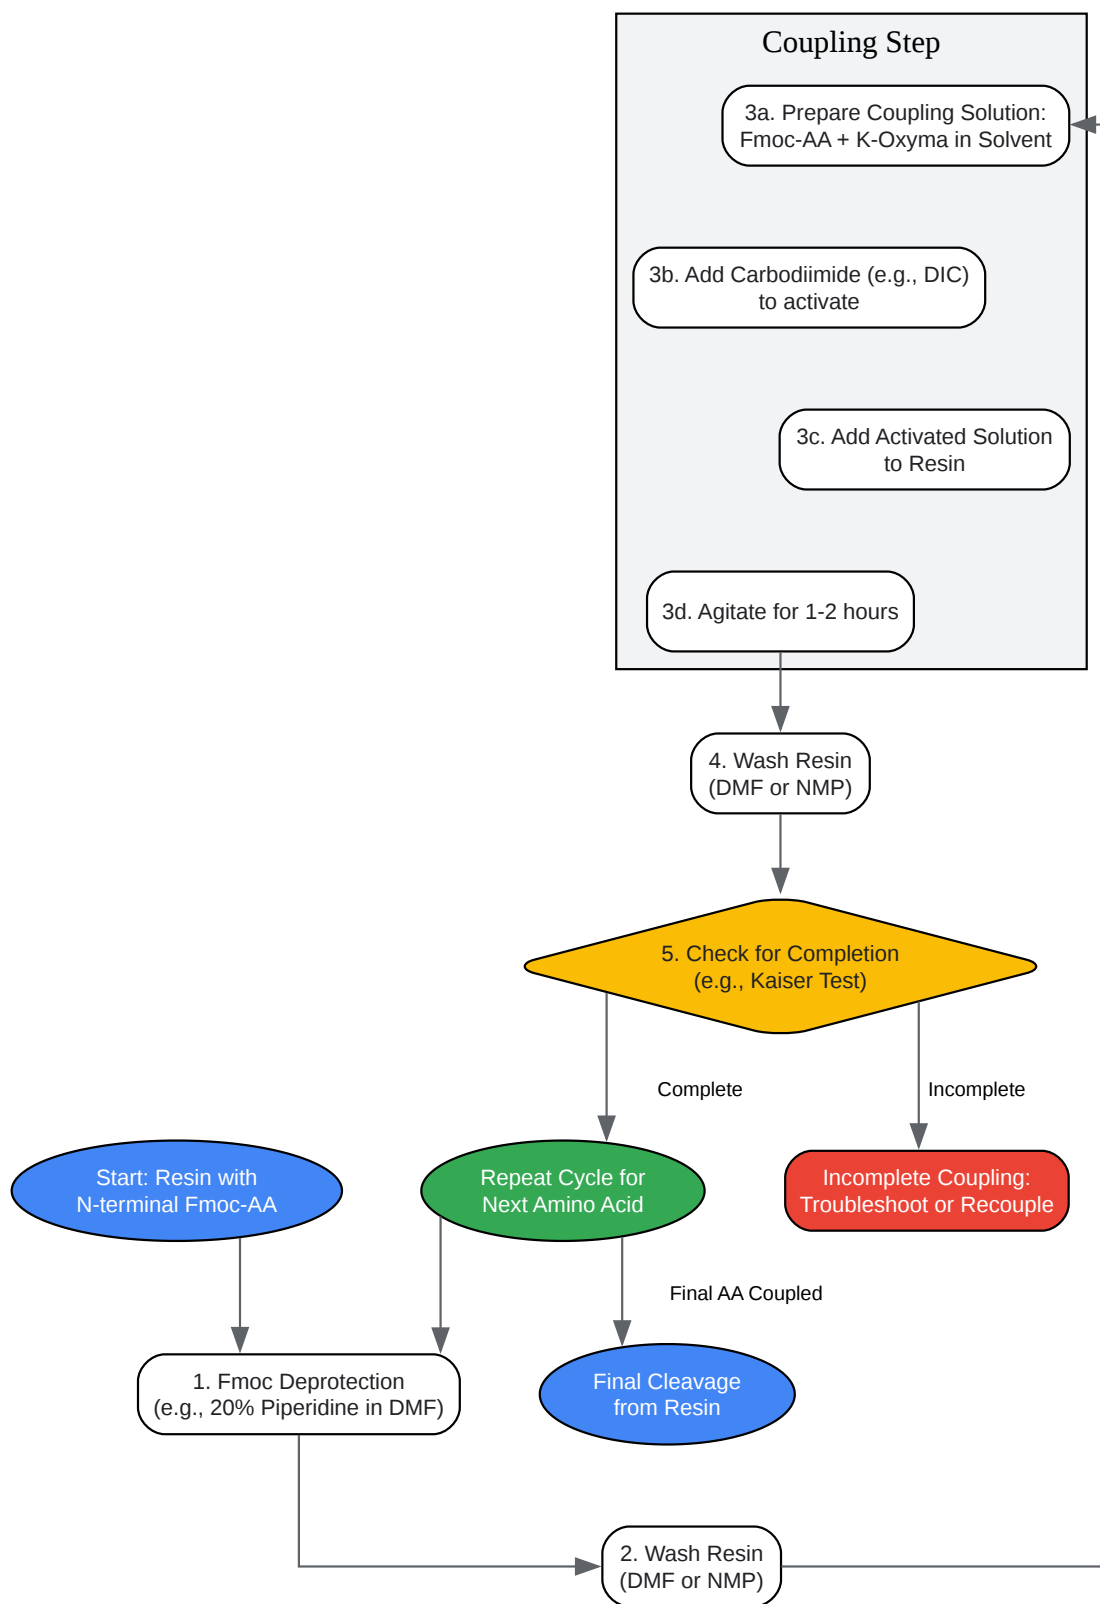 Coupling Step
3a. Prepare Coupling Solution:
Fmoc-AA + K-Oxyma in Solvent
3b. Add Carbodiimide (e.g., DIC)
to activate
3c. Add Activated Solution
to Resin
3d. Agitate for 1-2 hours
4. Wash Resin
(DMF or NMP)
5. Check for Completion
(e.g., Kaiser Test)
Complete
Incomplete
Start: Resin with
N-terminal Fmoc-AA
Repeat Cycle for
Next Amino Acid
Incomplete Coupling:
Troubleshoot or Recouple
Final AA Coupled
1. Fmoc Deprotection
(e.g., 20% Piperidine in DMF)
Final Cleavage
from Resin
2. Wash Resin
(DMF or NMP)